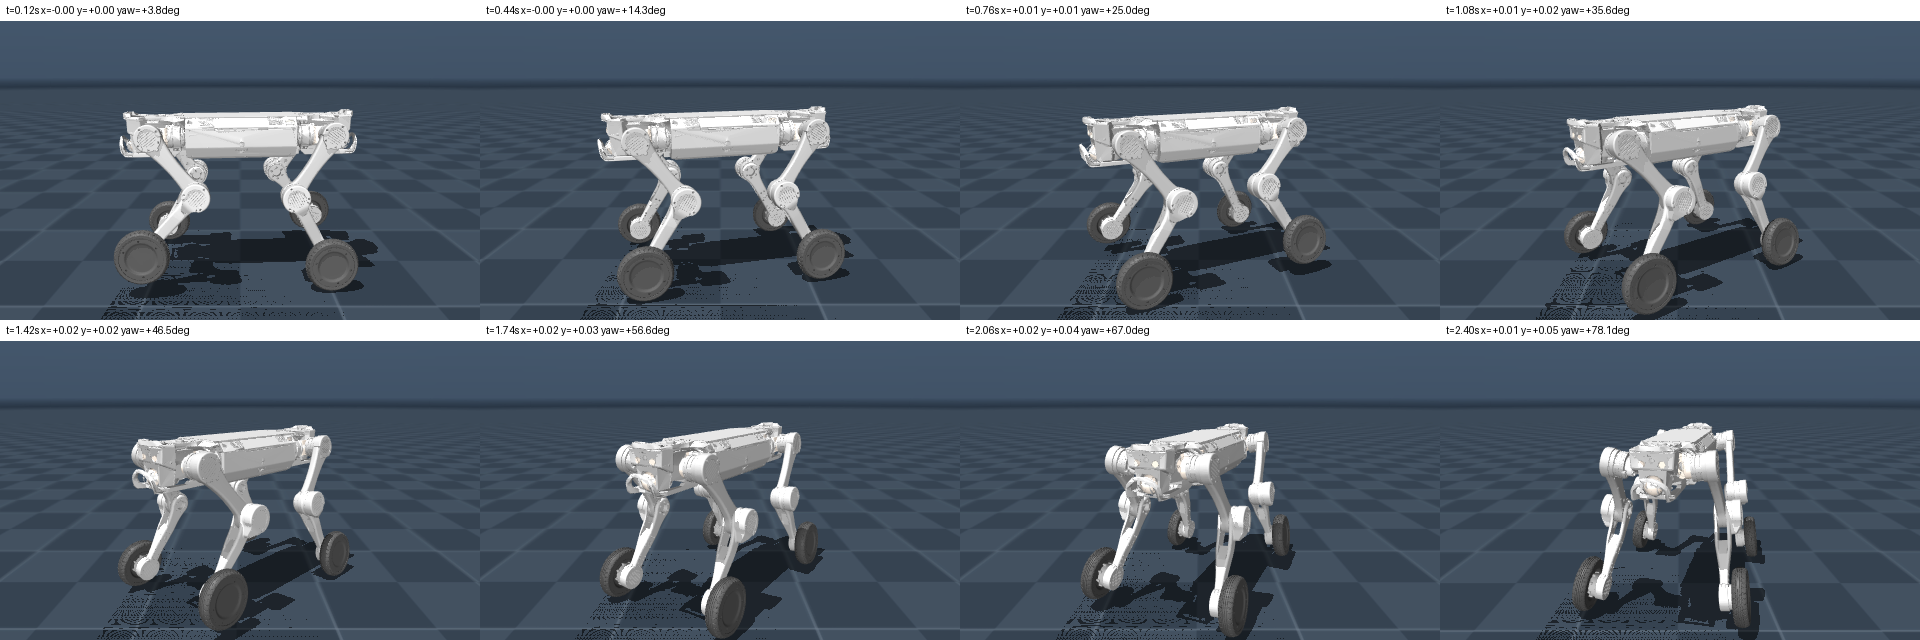 t=0.12s x=-0.00 y=+0.00 yaw=+3.8deg
t=0.44s x=-0.00 y=+0.00 yaw=+14.3deg
t=0.76s x=+0.01 y=+0.01 yaw=+25.0deg
t=1.08s x=+0.01 y=+0.02 yaw=+35.6deg
t=1.42s x=+0.02 y=+0.02 yaw=+46.5deg
t=1.74s x=+0.02 y=+0.03 yaw=+56.6deg
t=2.06s x=+0.02 y=+0.04 yaw=+67.0deg
t=2.40s x=+0.01 y=+0.05 yaw=+78.1deg